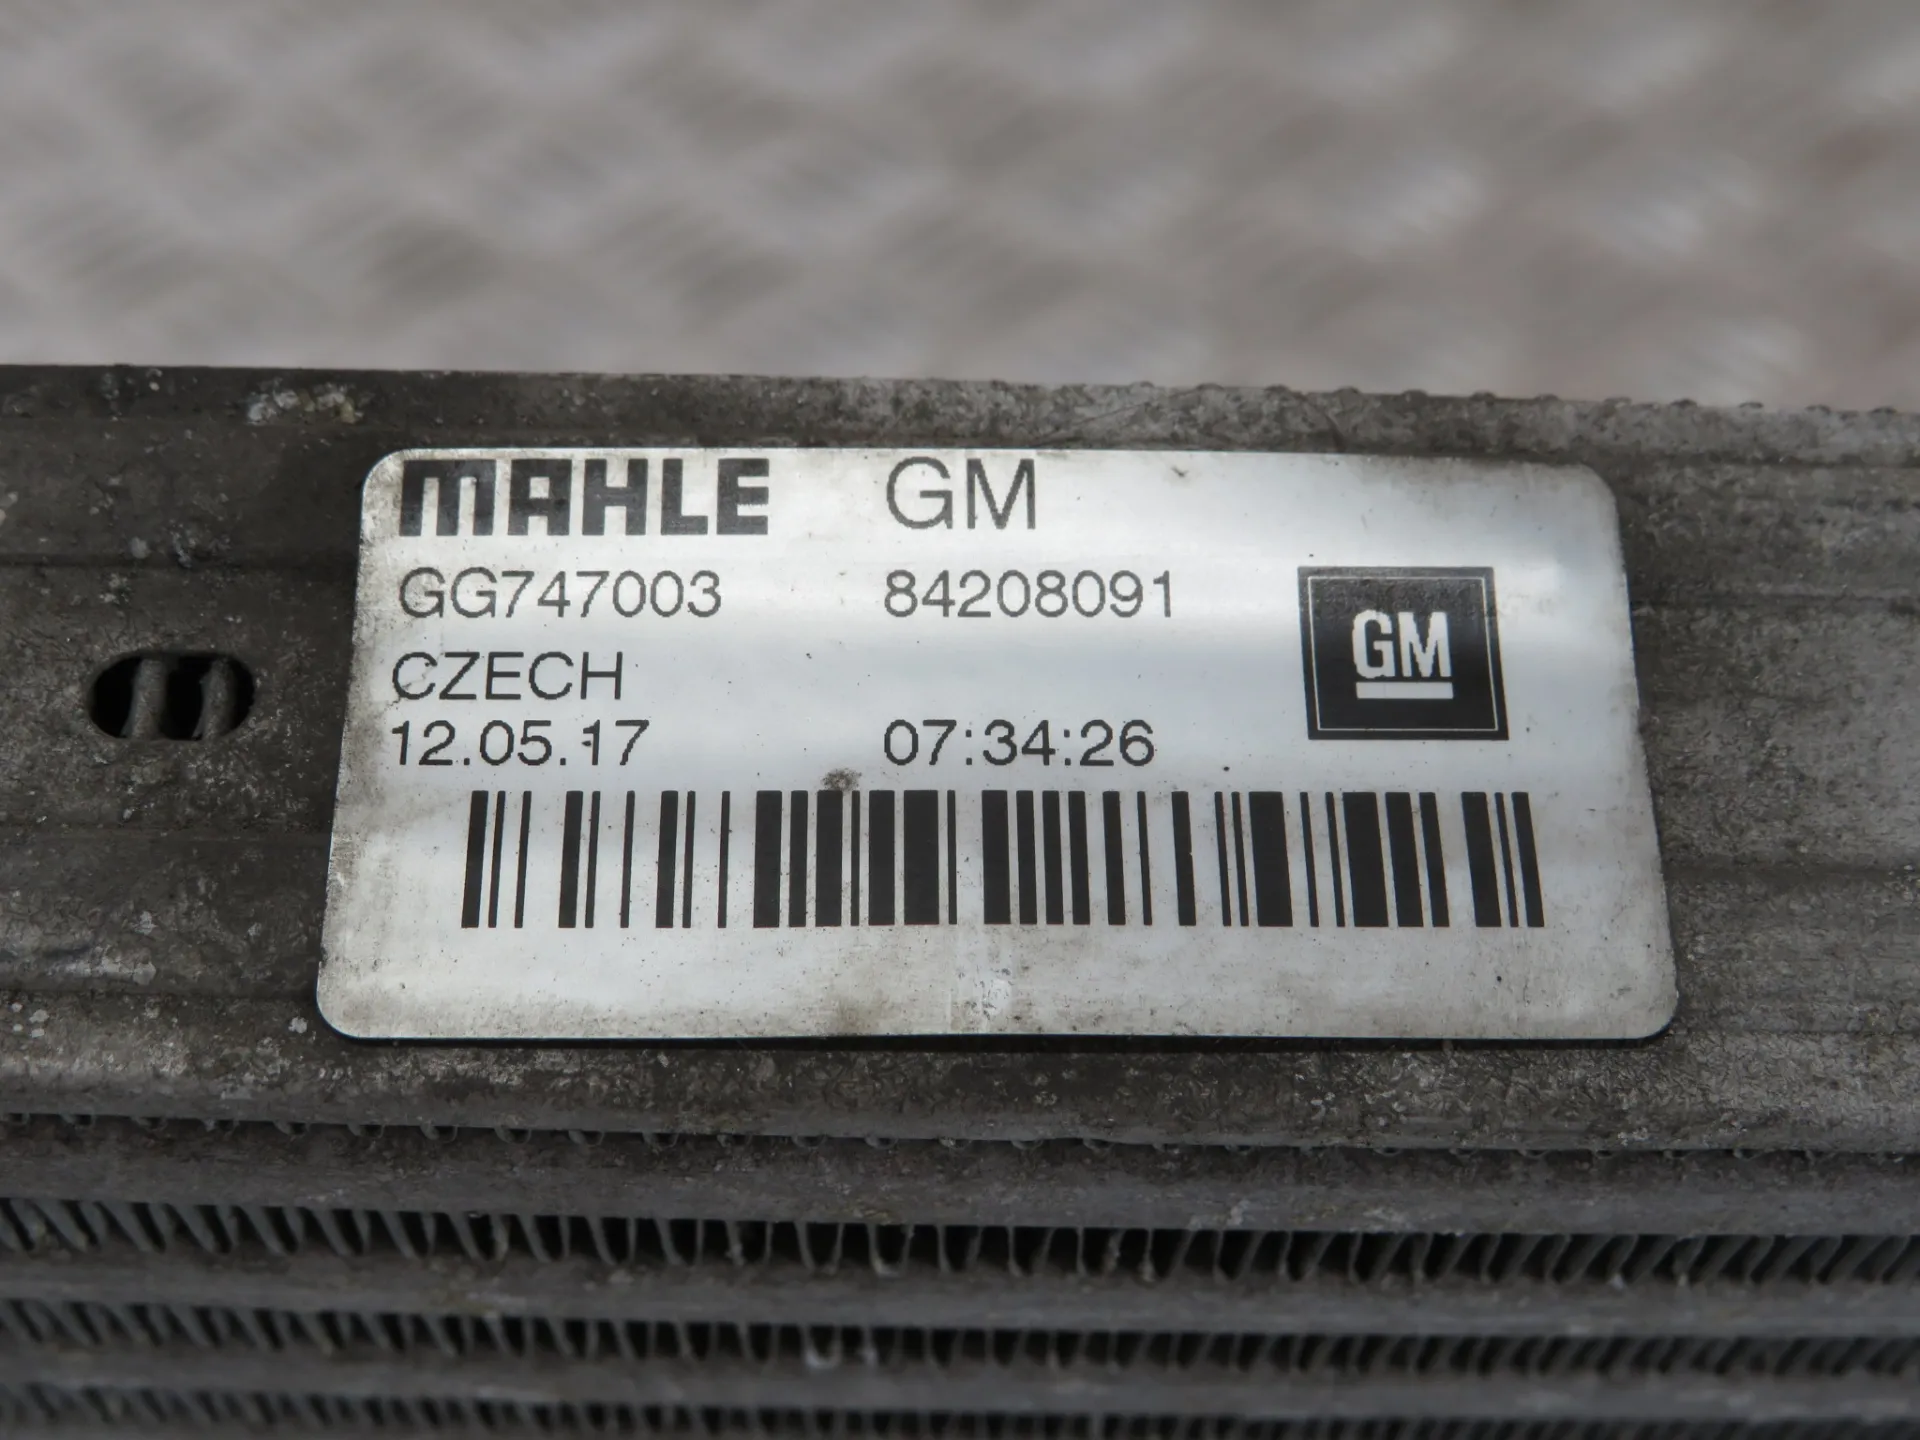 MAHLE GM
GG747003 84208091
GM
CZECH
12.05.17 07:34:26